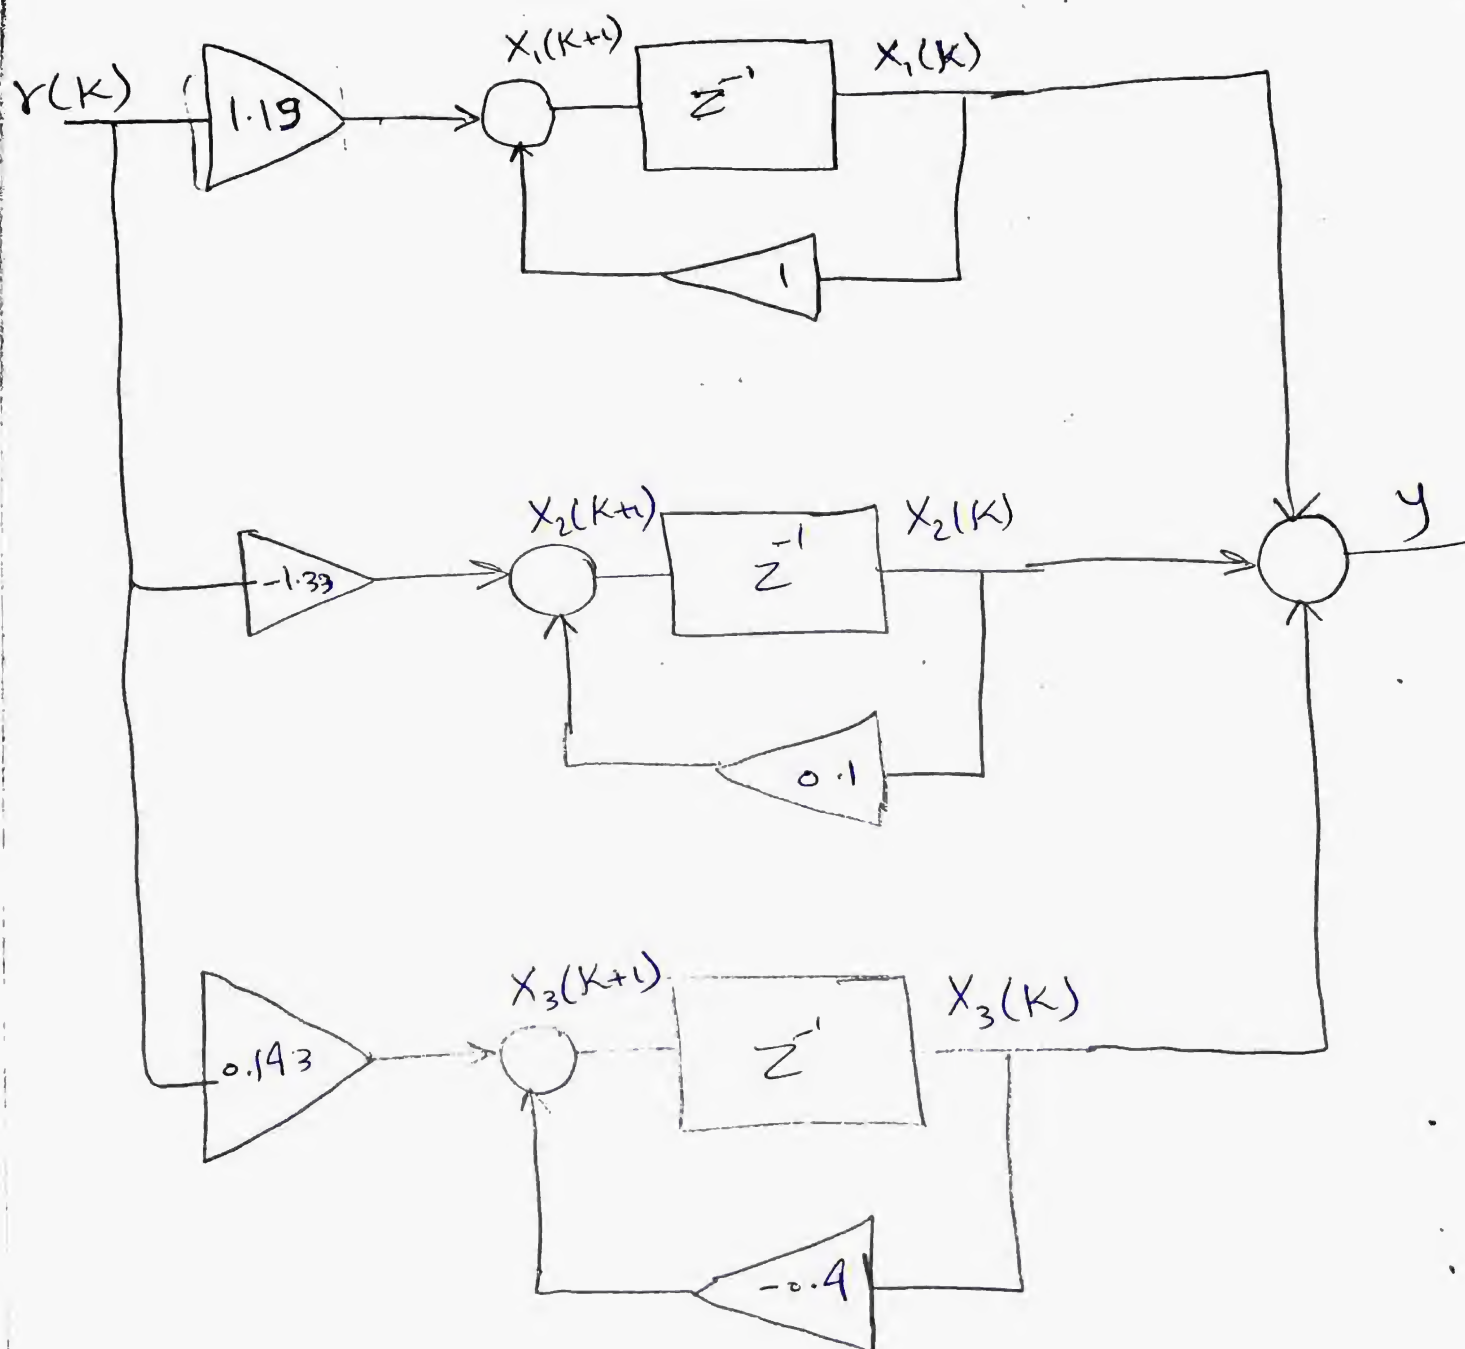 r(K)
1.19
X₁(K+1)
z⁻¹
X₁(K)
1
-1.33
X₂(K+1)
z⁻¹
X₂(K)
y
0.1
0.143
X₃(K+1)
z⁻¹
X₃(K)
-0.4